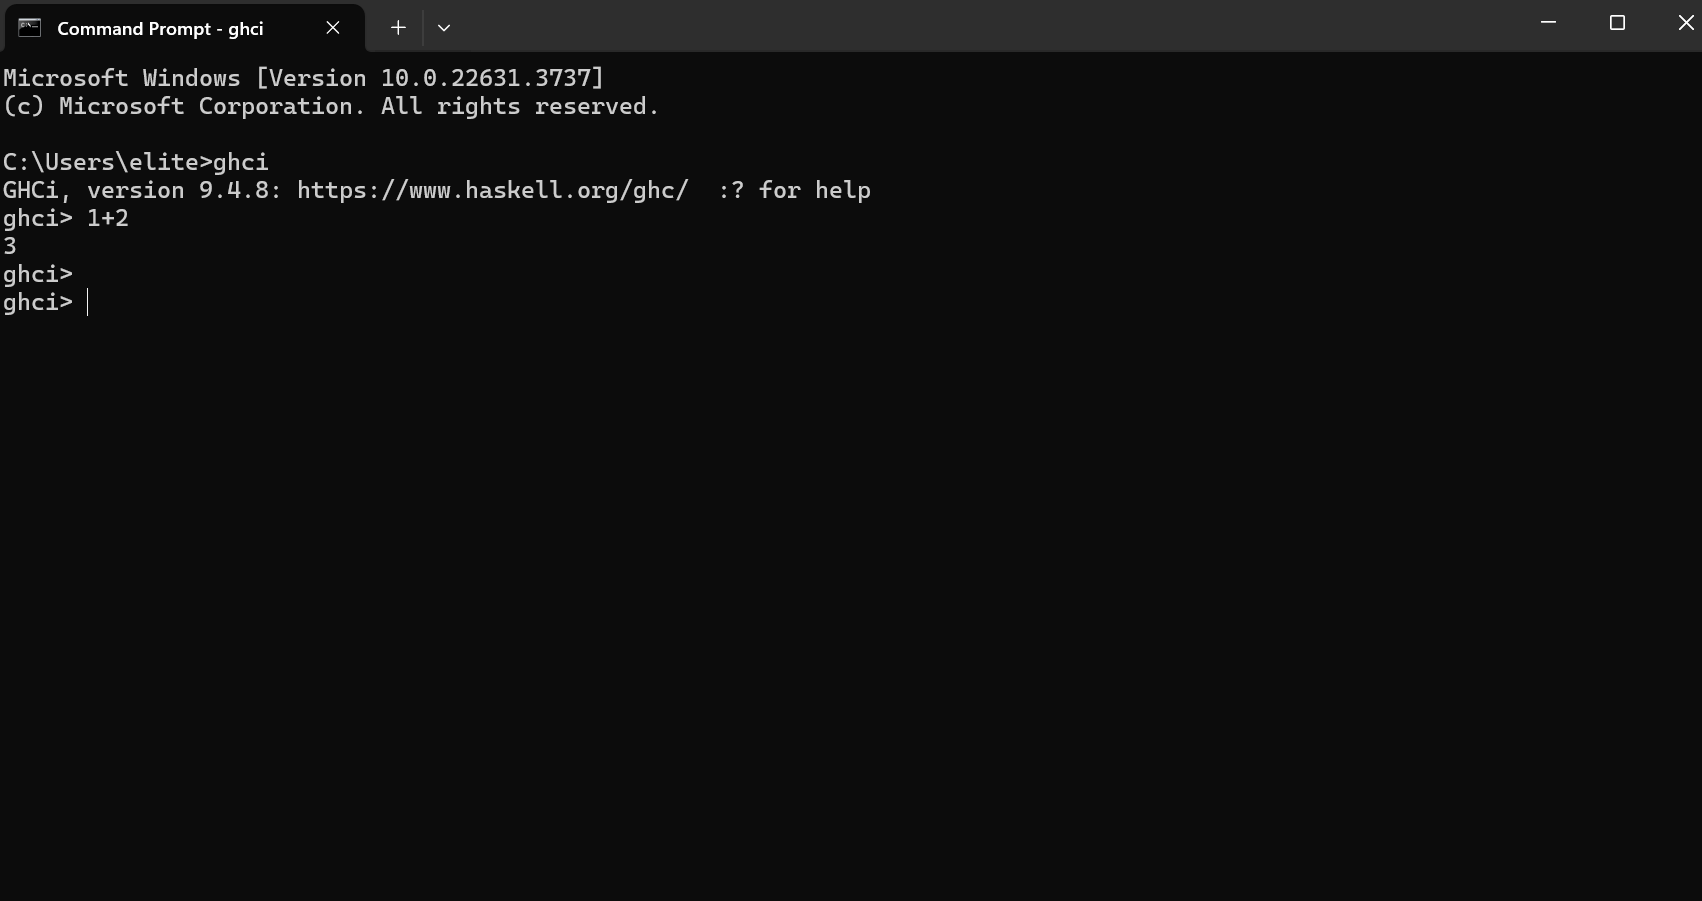 Command Prompt - ghci
Microsoft Windows [Version 10.0.22631.3737]
(c) Microsoft Corporation. All rights reserved.
C:\Users\elite>ghci
GHCi, version 9.4.8: https://www.haskell.org/ghc/  :? for help
ghci> 1+2
3
ghci>
ghci>